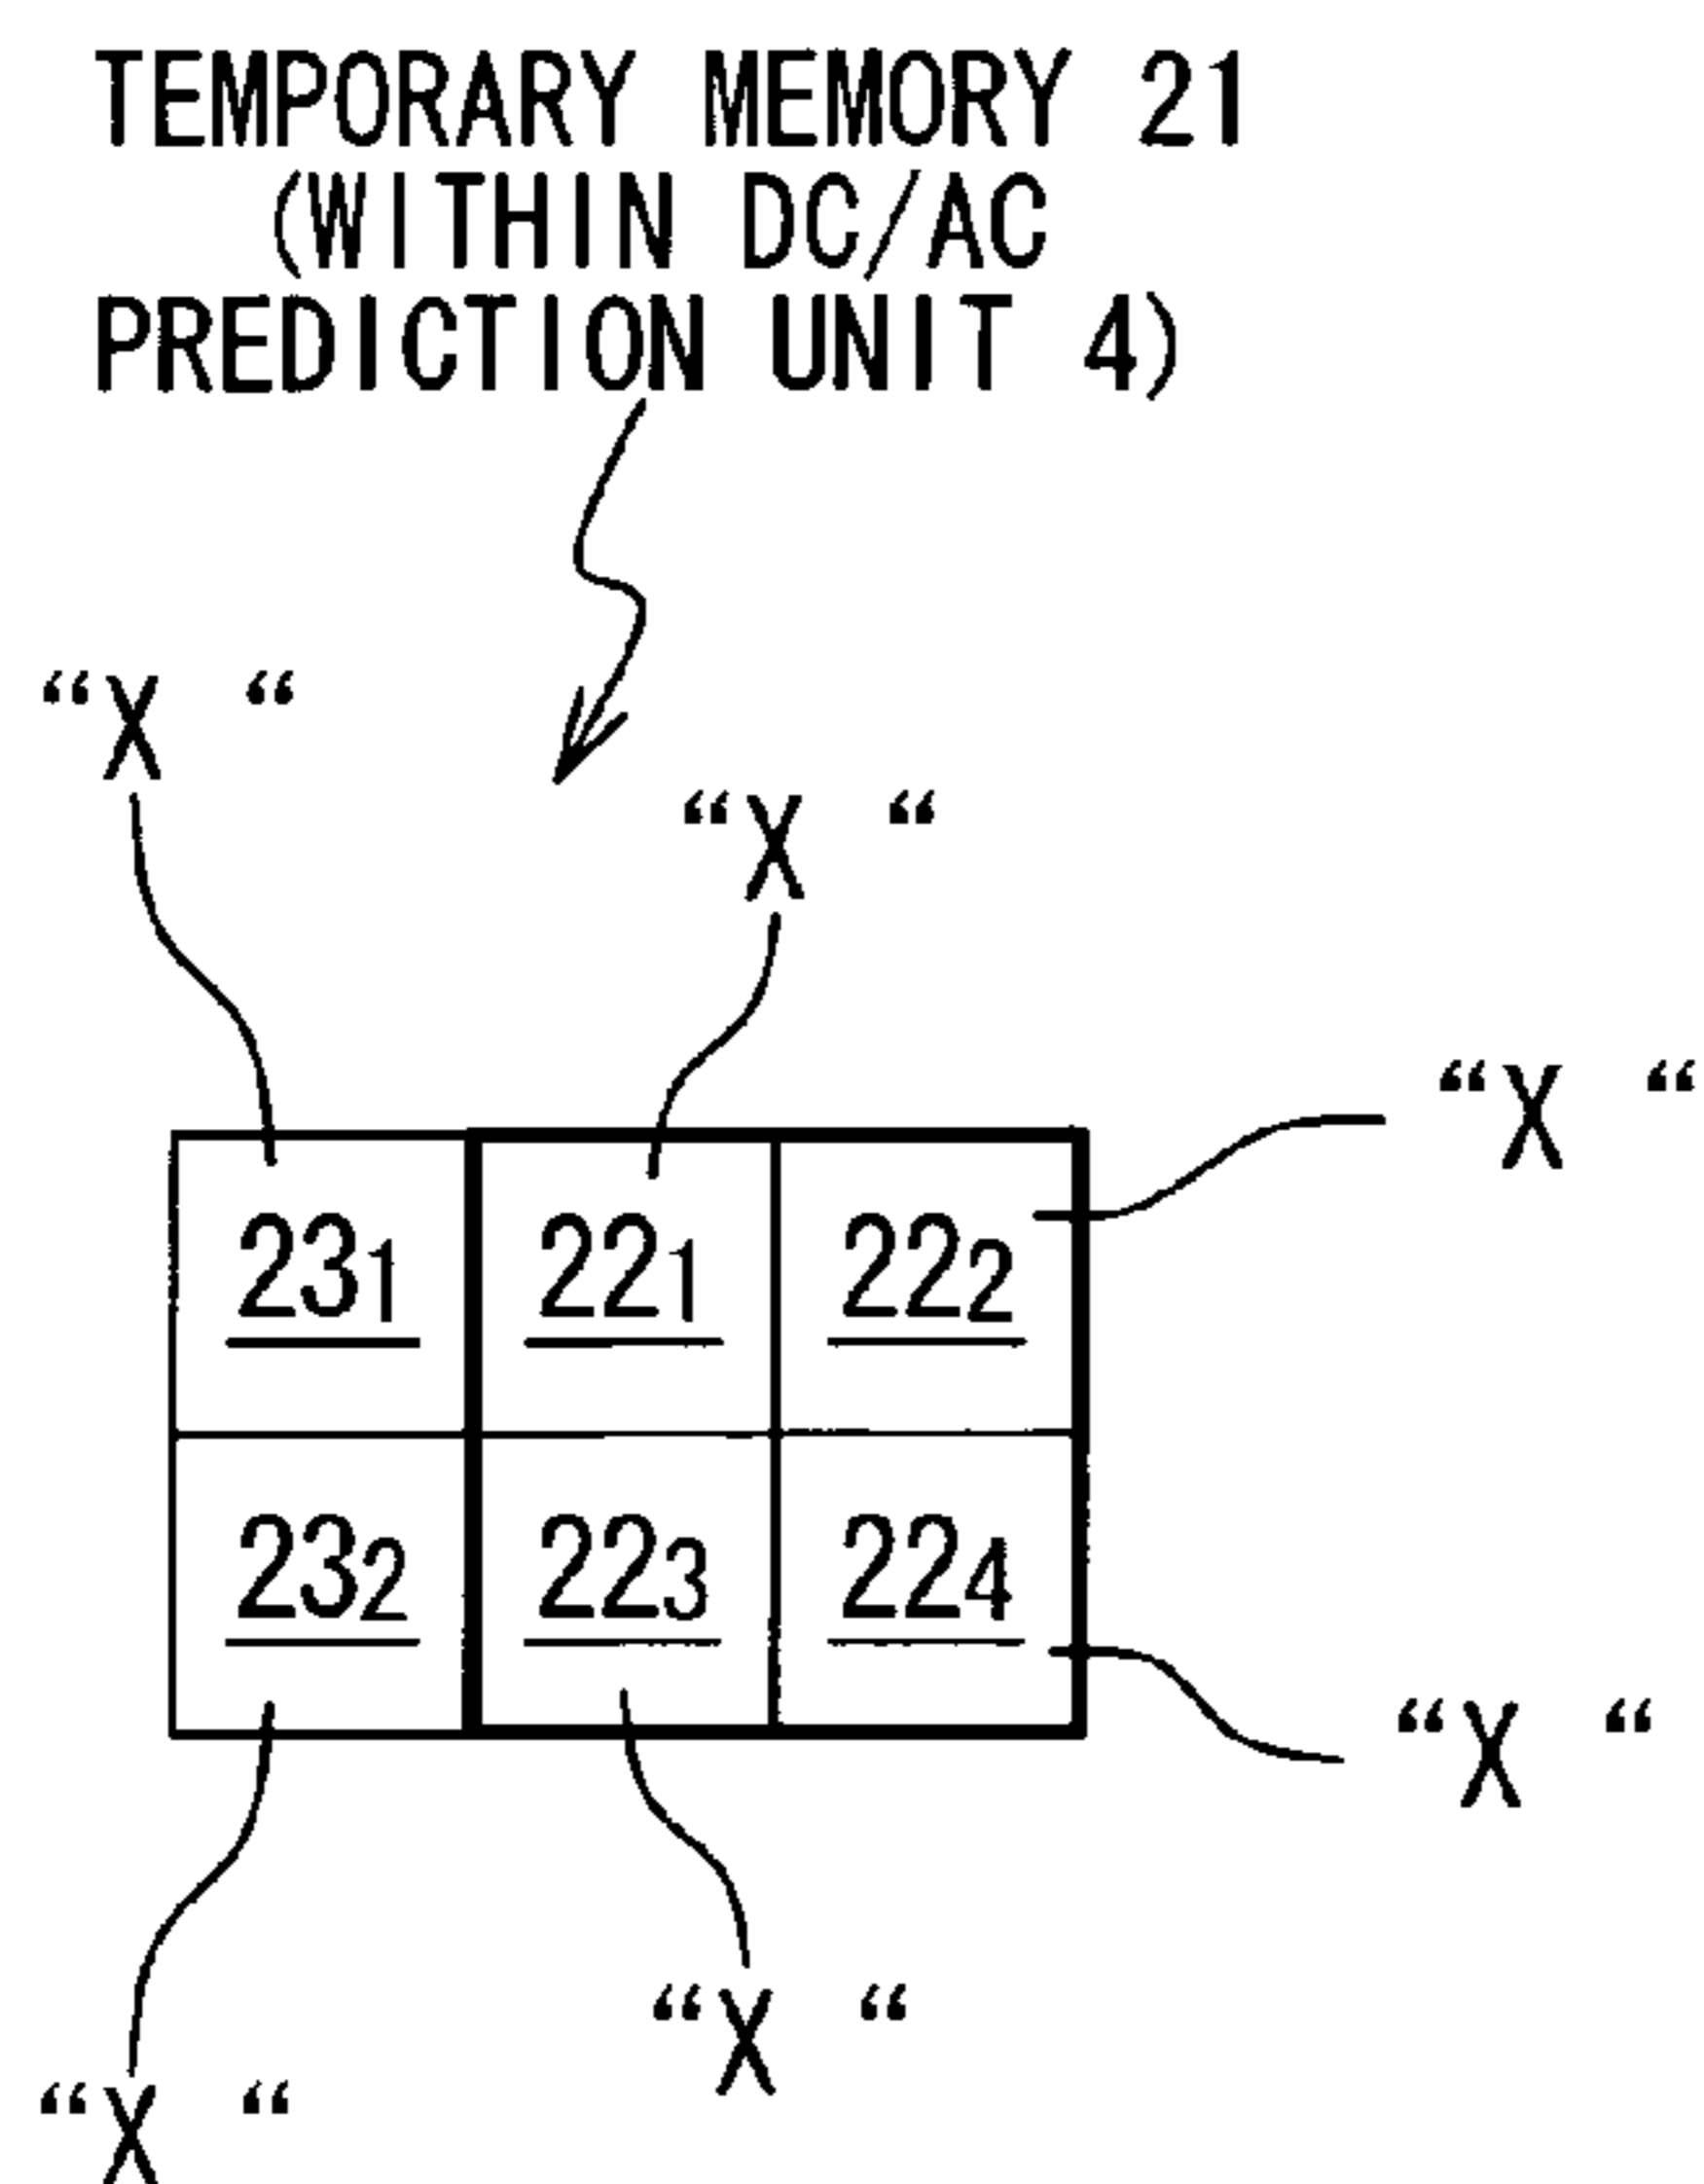 TEMPORARY MEMORY 21
(WITHIN DC/AC
PREDICTION UNIT 4)
“X “
“X “
“X “
23₁ 22₁ 22₂
23₂ 22₃ 22₄
“X “
“X “
“X “